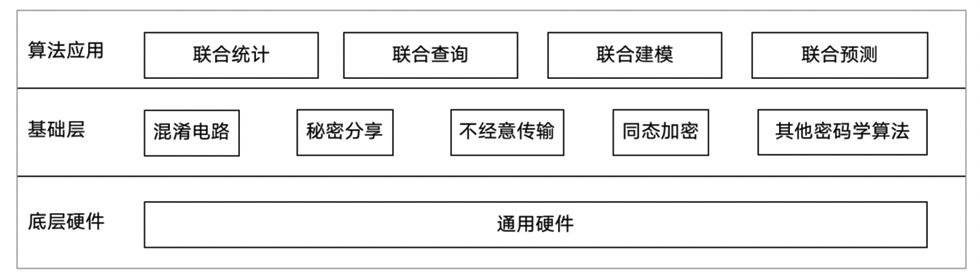 算法应用 联合统计 联合查询 联合建模 联合预测
基础层 混淆电路 秘密分享 不经意传输 同态加密 其他密码学算法
底层硬件 通用硬件